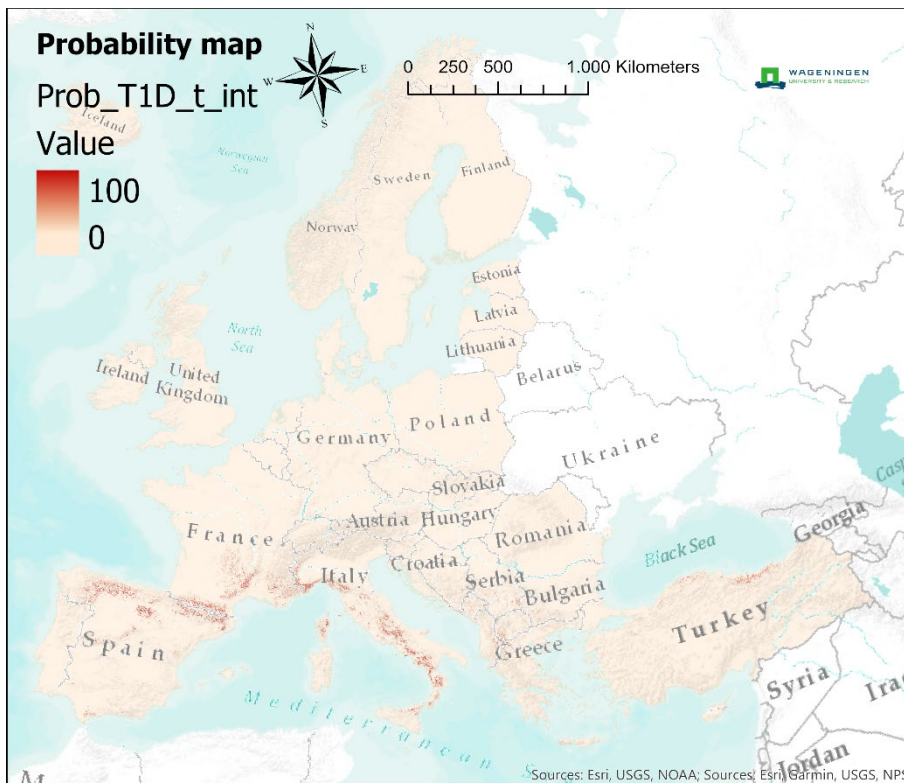 Probability map
Prob_T1D_t_int
Value
100
0
N
W
E
S
0 250 500 1.000 Kilometers
WAGENINGEN
UNIVERSITY & RESEARCH
Iceland
Norwegian
Sea
Sweden
Finland
Norway
Estonia
Latvia
Lithuania
North
Sea
Belarus
Ireland
United
Kingdom
Poland
Germany
Ukraine
Slovakia
Austria
Hungary
France
Romania
Croatia
Italy
Serbia
Black Sea
Georgia
Bulgaria
Spain
Turkey
Greece
Syria
Mediterranean S
Jordan
Sources: Esri, USGS, NOAA; Sources: Esri, Garmin, USGS, NPS